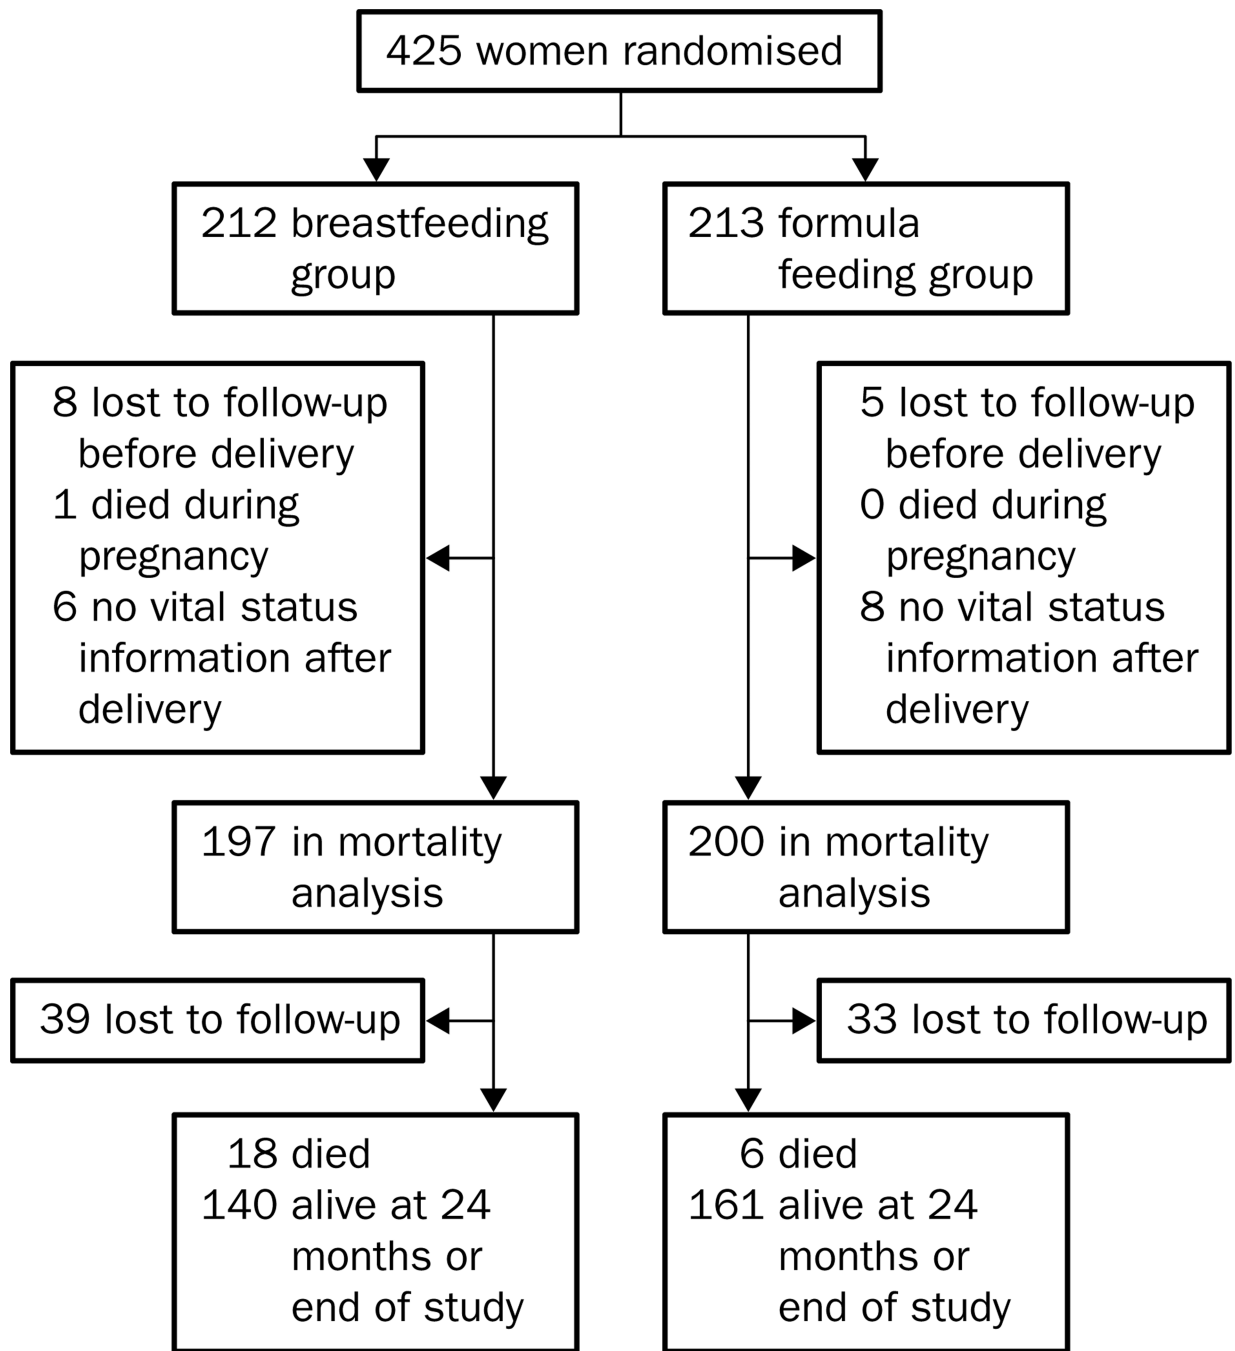 425 women randomised
212 breastfeeding
group
213 formula
feeding group
8 lost to follow-up
before delivery
1 died during
pregnancy
6 no vital status
information after
delivery
5 lost to follow-up
before delivery
0 died during
pregnancy
8 no vital status
information after
delivery
197 in mortality
analysis
200 in mortality
analysis
39 lost to follow-up
33 lost to follow-up
18 died
140 alive at 24
months or
end of study
6 died
161 alive at 24
months or
end of study